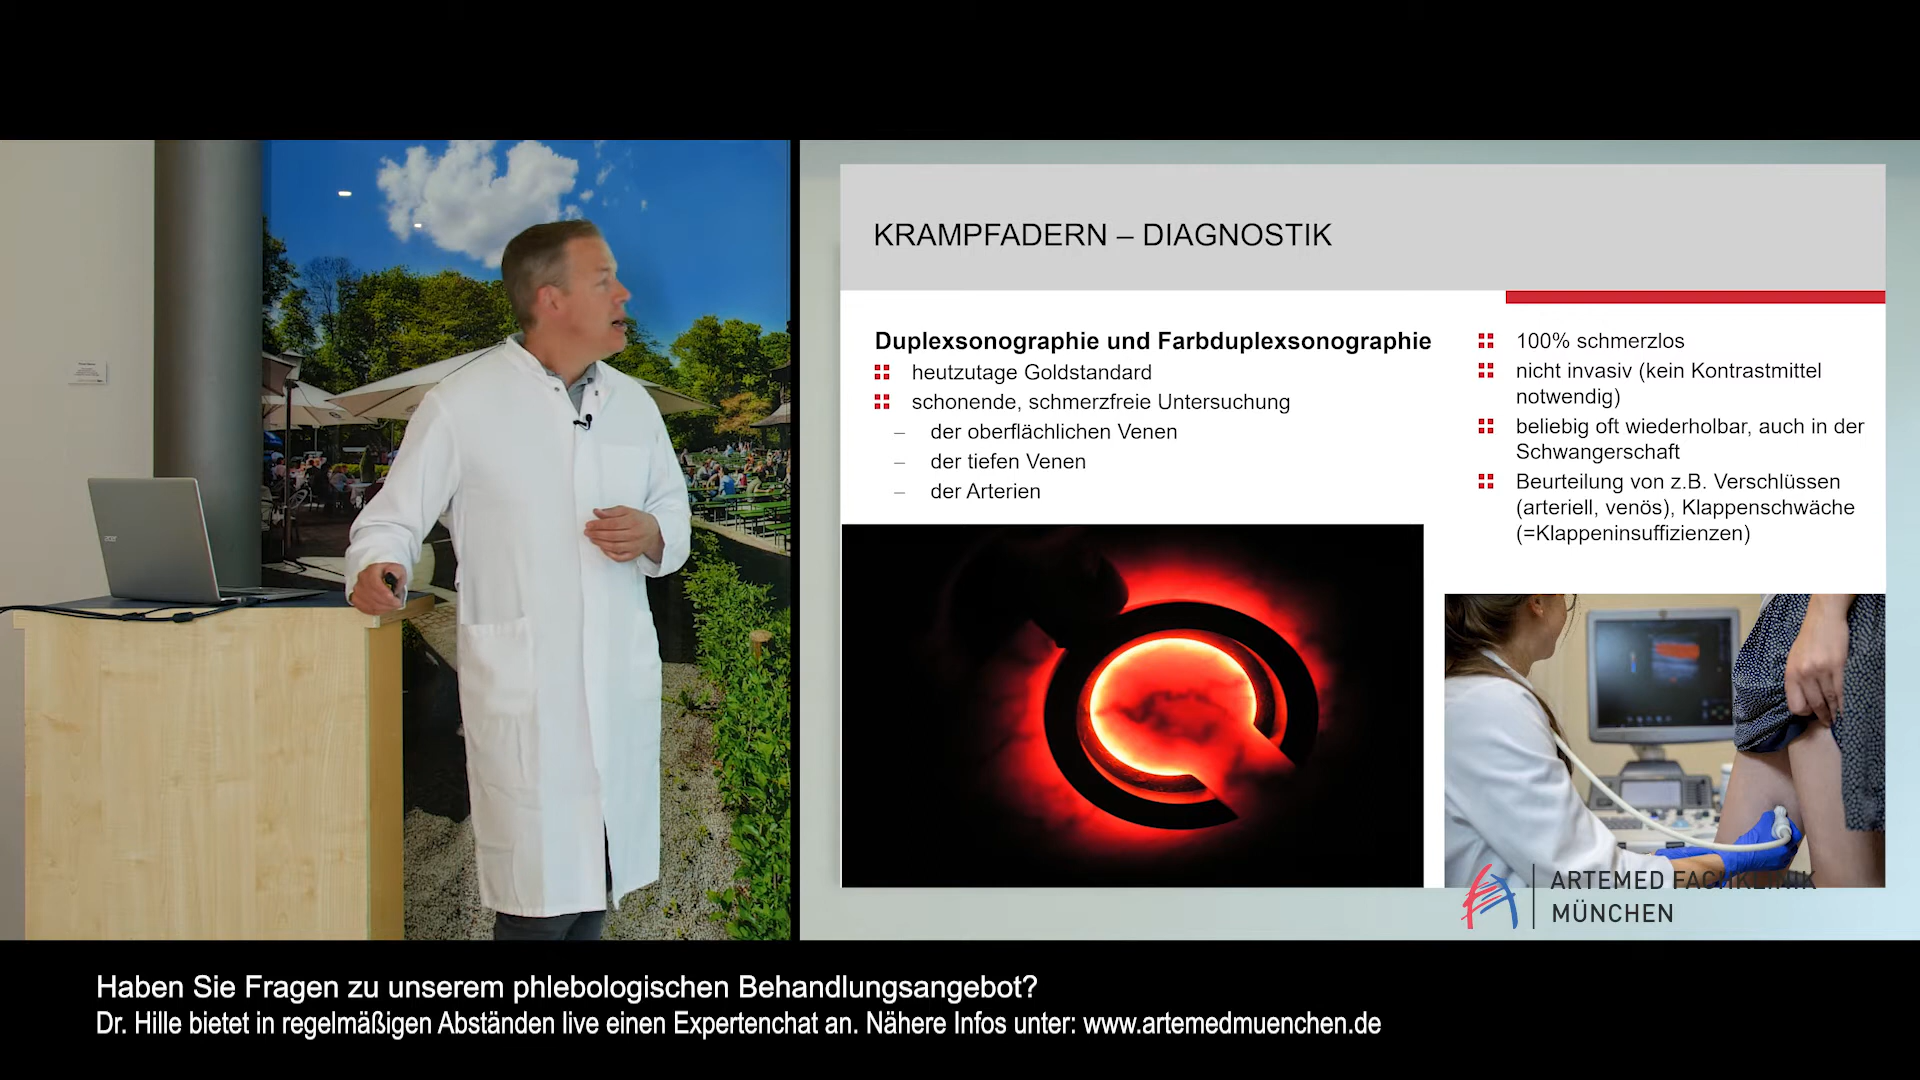 KRAMPFADERN – DIAGNOSTIK
Duplexsonographie und Farbduplexsonographie
heutzutage Goldstandard
schonende, schmerzfreie Untersuchung
– der oberflächlichen Venen
– der tiefen Venen
– der Arterien
100% schmerzlos
nicht invasiv (kein Kontrastmittel
notwendig)
beliebig oft wiederholbar, auch in der
Schwangerschaft
Beurteilung von z.B. Verschlüssen
(arteriell, venös), Klappenschwäche
(=Klappeninsuffizienzen)
acer
ARTEMED FACHKLINIK
MÜNCHEN
Haben Sie Fragen zu unserem phlebologischen Behandlungsangebot?
Dr. Hille bietet in regelmäßigen Abständen live einen Expertenchat an. Nähere Infos unter: www.artemedmuenchen.de